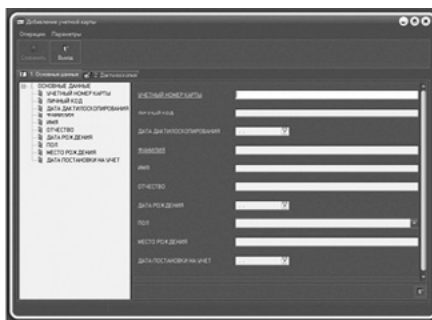 Добавление учетной карты
Операции Параметры
Сохранить Выход
1. Основные данные 2. Дактилоскопия
ОСНОВНЫЕ ДАННЫЕ
УЧЕТНЫЙ НОМЕР КАРТЫ
ЛИЧНЫЙ КОД
ДАТА ДАКТИЛОСКОПИРОВАНИЯ
ФАМИЛИЯ
ИМЯ
ОТЧЕСТВО
ДАТА РОЖДЕНИЯ
ПОЛ
МЕСТО РОЖДЕНИЯ
ДАТА ПОСТАНОВКИ НА УЧЕТ
УЧЕТНЫЙ НОМЕР КАРТЫ
ЛИЧНЫЙ КОД
ДАТА ДАКТИЛОСКОПИРОВАНИЯ
ФАМИЛИЯ
ИМЯ
ОТЧЕСТВО
ДАТА РОЖДЕНИЯ
ПОЛ
МЕСТО РОЖДЕНИЯ
ДАТА ПОСТАНОВКИ НА УЧЕТ